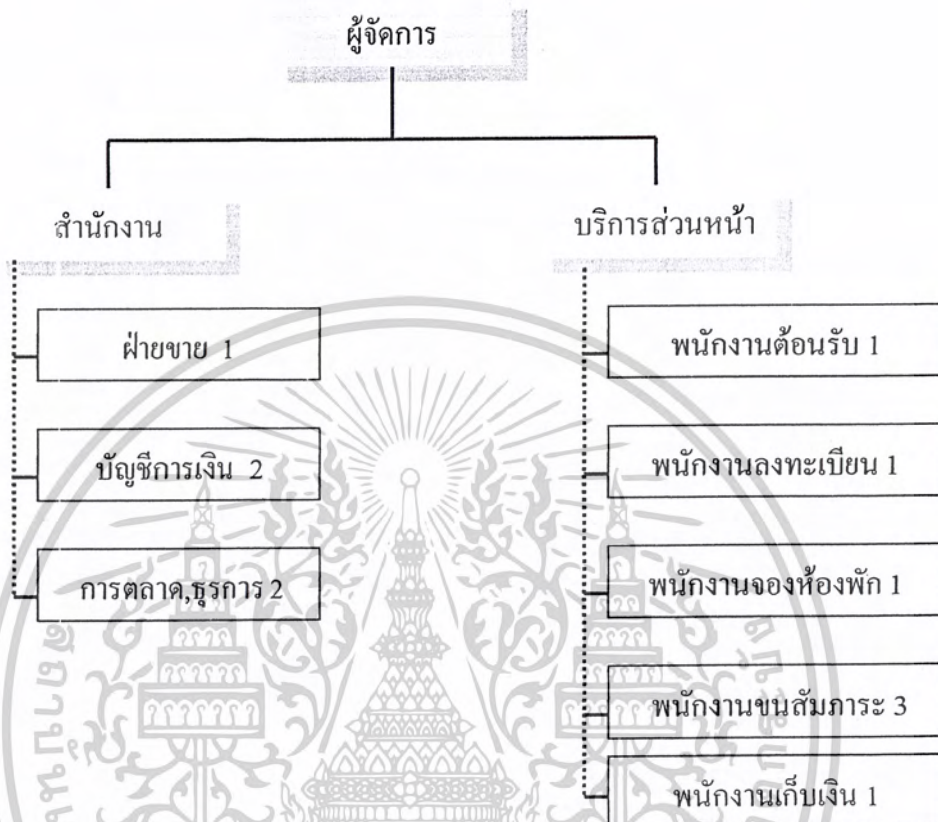 ผู้จัดการ
สำนักงาน
บริการส่วนหน้า
ฝ่ายขาย 1
บัญชีการเงิน 2
การตลาด,ธุรการ 2
พนักงานต้อนรับ 1
พนักงานลงทะเบียน 1
พนักงานจองห้องพัก 1
พนักงานขนสัมภาระ 3
พนักงานเก็บเงิน 1